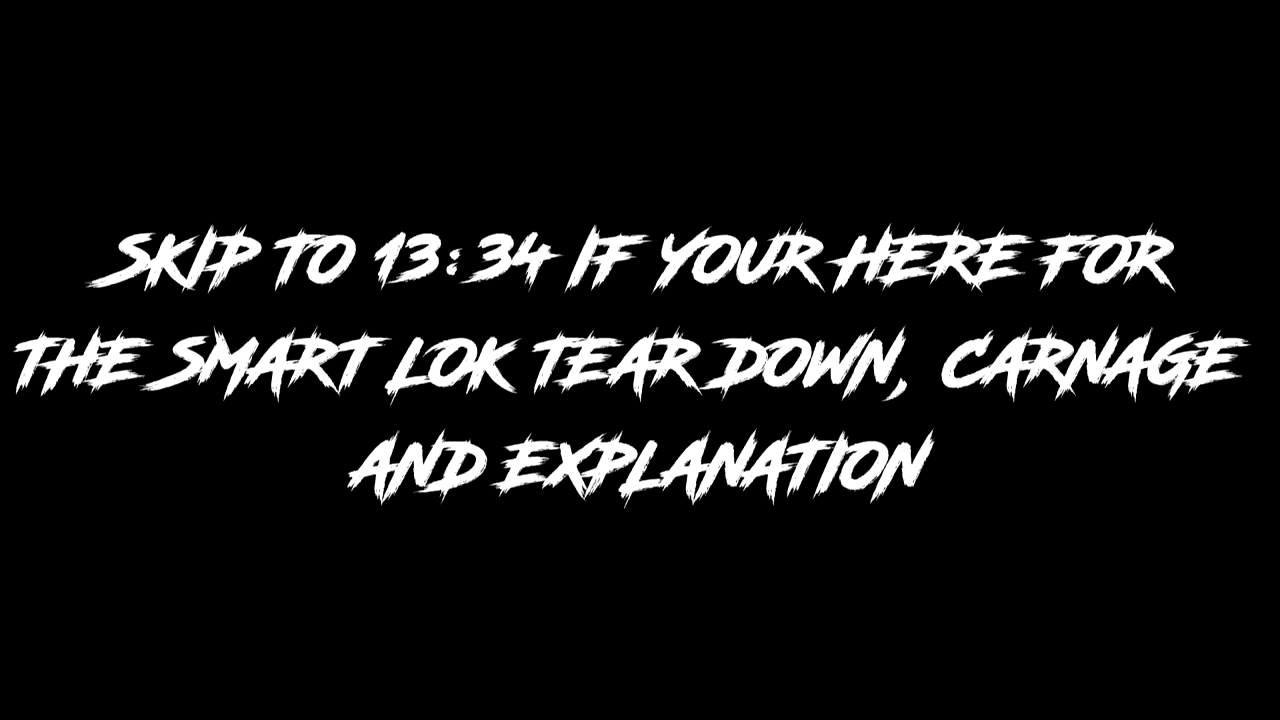 SKIP TO 13:34 IF YOUR HERE FOR
THE SMART LOK TEAR DOWN, CARNAGE
AND EXPLANATION